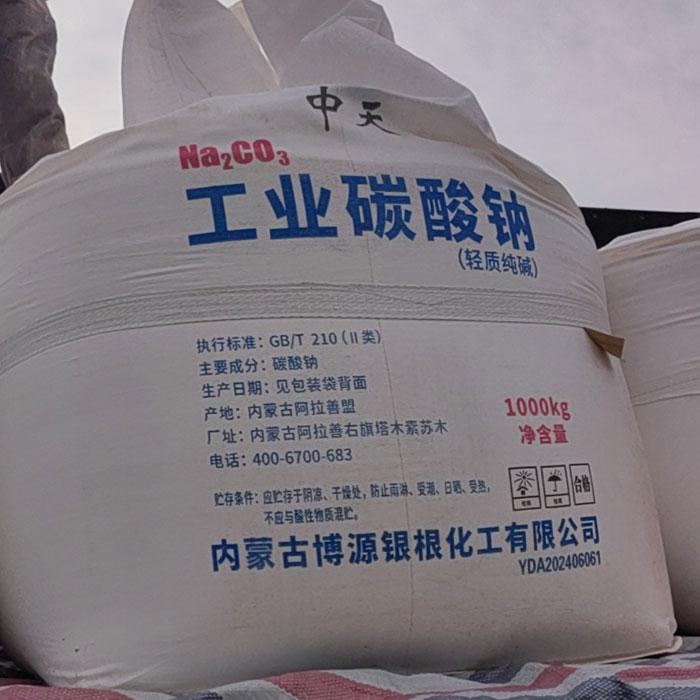 中天
Na₂CO₃
工业碳酸钠
(轻质纯碱)
执行标准：GB/T 210（II类）
主要成分：碳酸钠
生产日期：见包装袋背面
产地：内蒙古阿拉善盟
厂址：内蒙古阿拉善右旗塔木素苏木
电话：400-6700-683
1000kg
净含量
合格
贮存条件：应贮存于阴凉、干燥处，防止雨淋、受潮、日晒、受热，
不应与酸性物质混贮。
内蒙古博源银根化工有限公司
YDA202406061